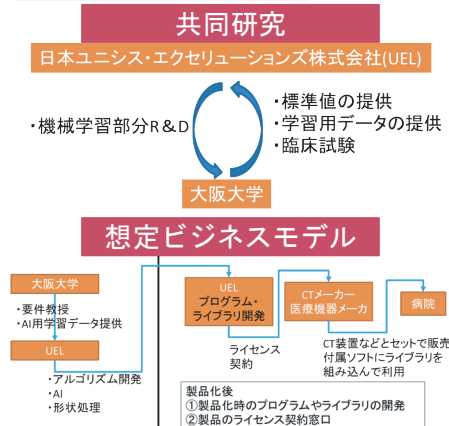 共同研究
日本ユニシス・エクセリューションズ株式会社(UEL)
・機械学習部分R＆D
・標準値の提供
・学習用データの提供
・臨床試験
大阪大学
想定ビジネスモデル
大阪大学
・要件教授
・AI用学習データ提供
UEL
・アルゴリズム開発
・AI
・形状処理
UEL
プログラム・
ライブラリ開発
ライセンス
契約
CTメーカー
医療機器メーカ
CT装置などとセットで販売
付属ソフトにライブラリを
組み込んで利用
病院
製品化後
①製品化時のプログラムやライブラリの開発
②製品のライセンス契約窓口